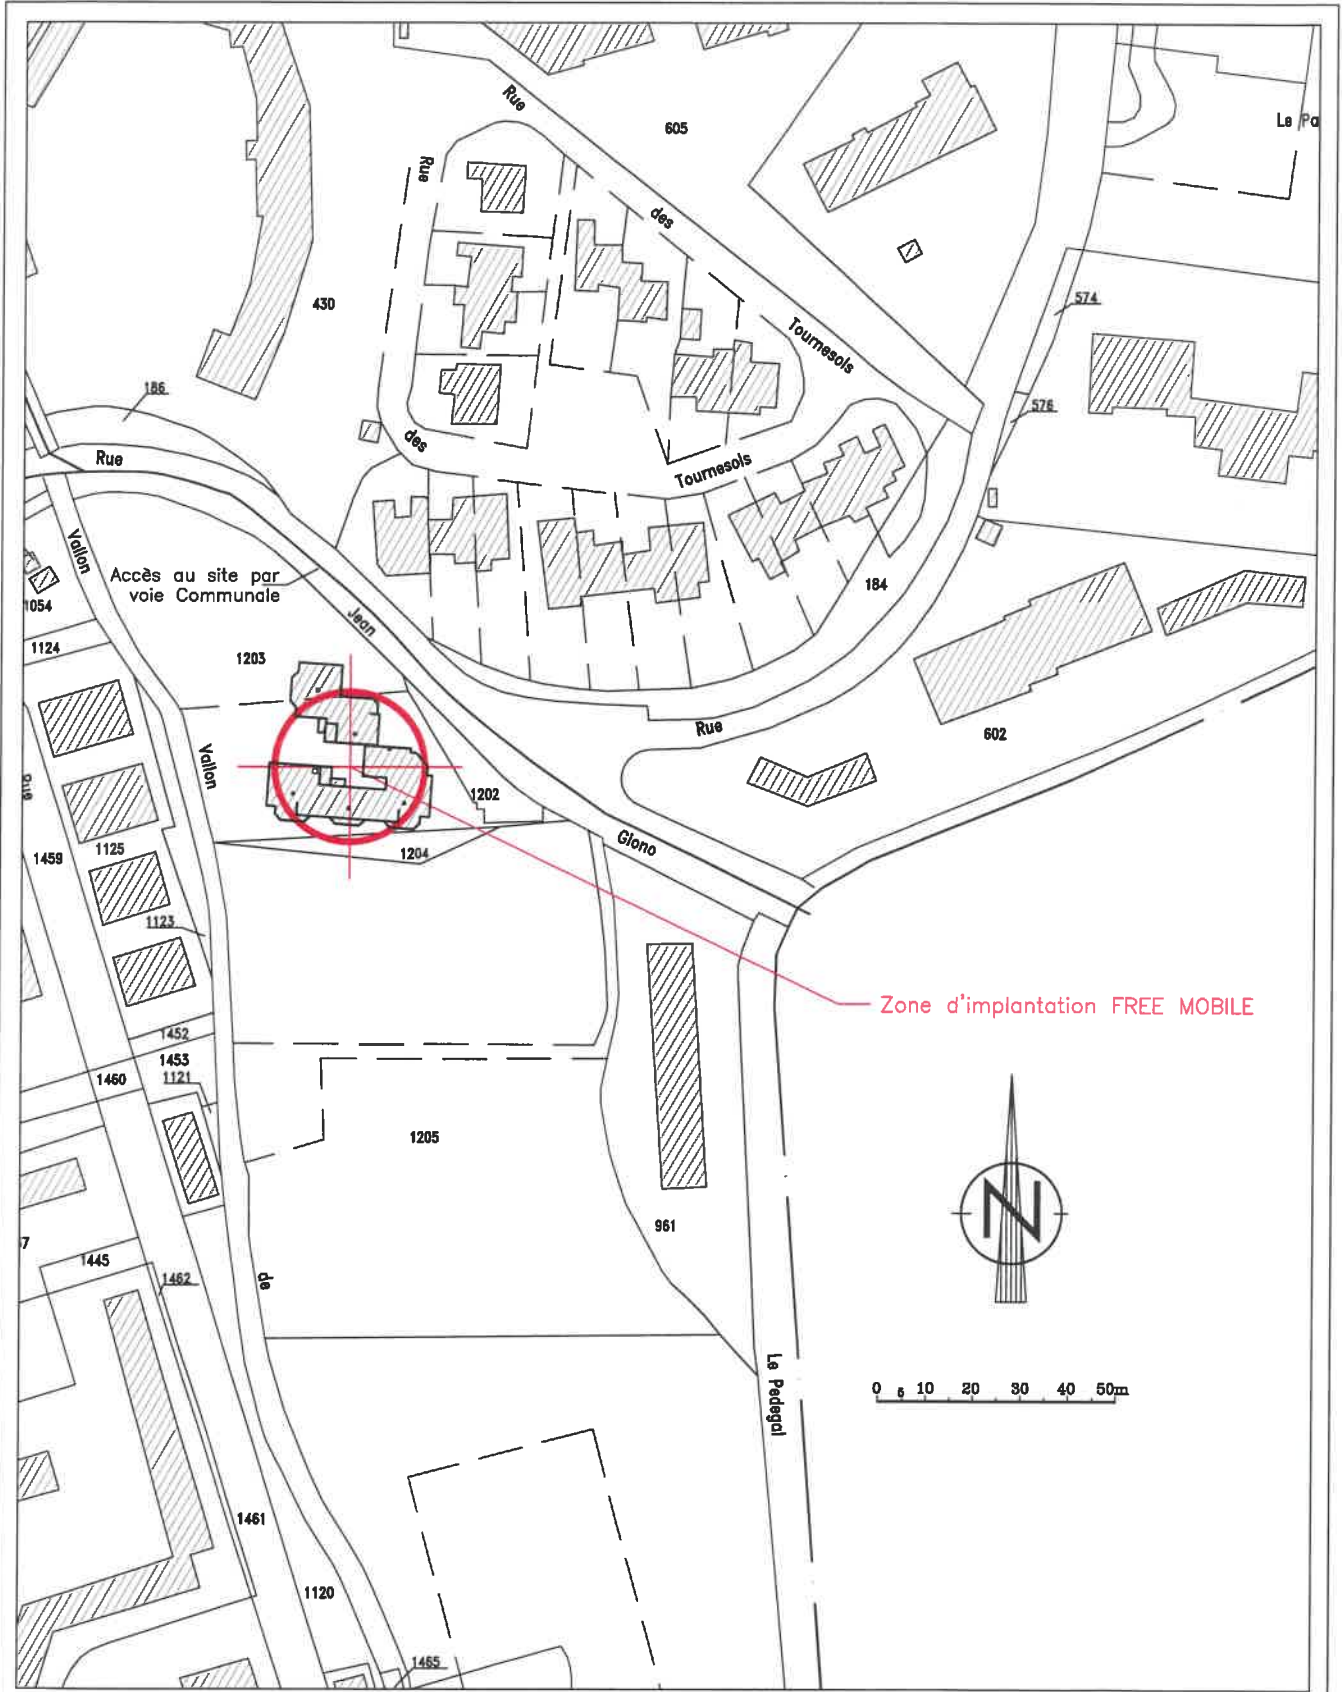 Rue
605
Le Pa
Rue
des
430
574
Tournesols
186
576
des
Rue
Tournesols
Vallon
Accès au site par
voie Communale
184
1054
Jean
1124
1203
Rue
602
Vallon
Rue
1202
Giono
1204
1459
1125
1123
Zone d'implantation FREE MOBILE
1452
1453
1460
1121
1205
N
961
7
1445
1462
de
Le Pedegal
0 5 10 20 30 40 50m
1461
1120
1465